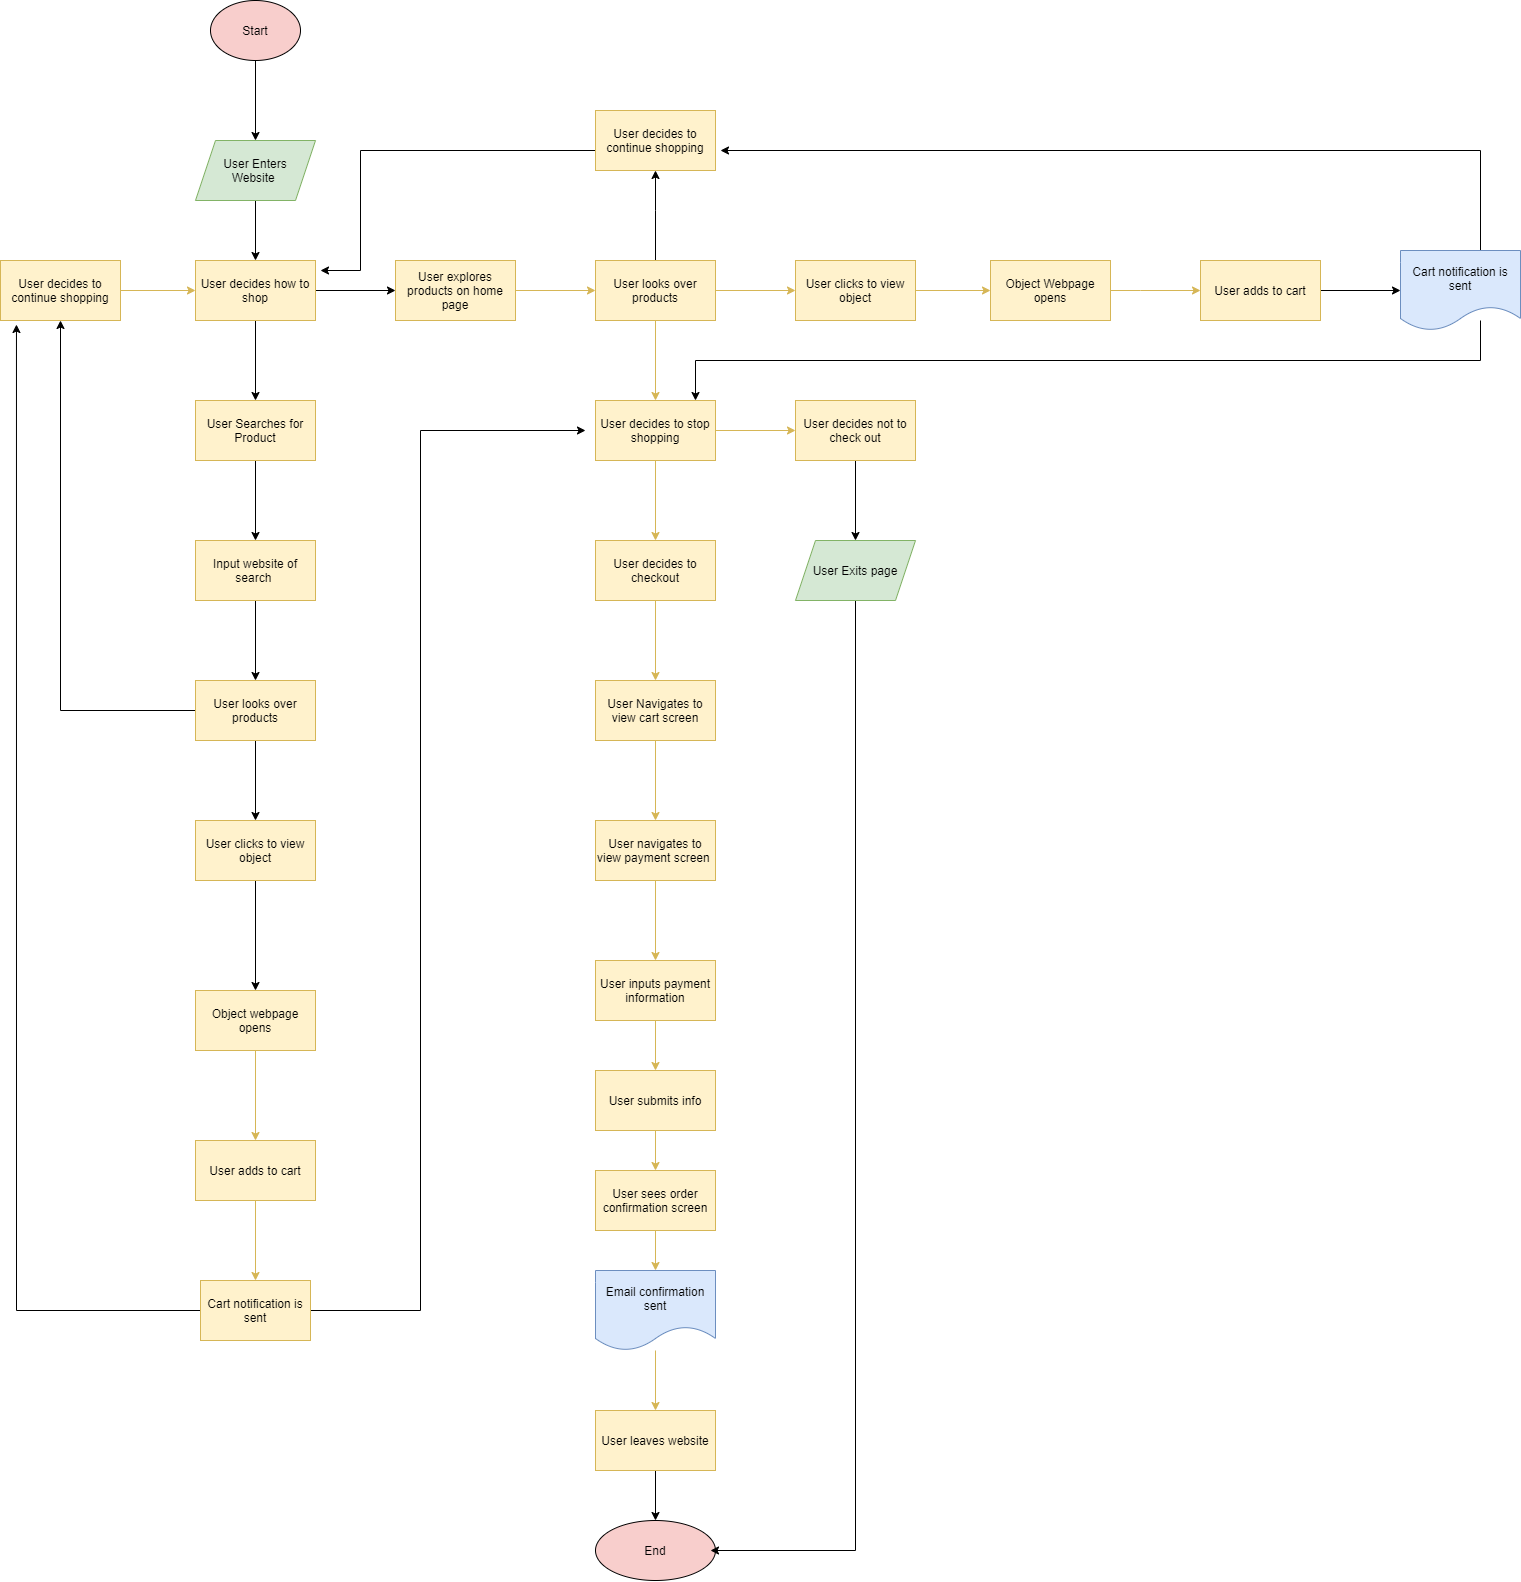 Start
User decides to
continue shopping
User Enters
Website
User decides to
continue shopping
User decides how to
shop
User explores
products on home
page
User looks over
products
User clicks to view
object
Object Webpage
opens
User adds to cart
Cart notification is
sent
User Searches for
Product
User decides to stop
shopping
User decides not to
check out
Input website of
search
User decides to
checkout
User Exits page
User looks over
products
User Navigates to
view cart screen
User clicks to view
object
User navigates to
view payment screen
Object webpage
opens
User inputs payment
information
User submits info
User adds to cart
User sees order
confirmation screen
Cart notification is
sent
Email confirmation
sent
User leaves website
End